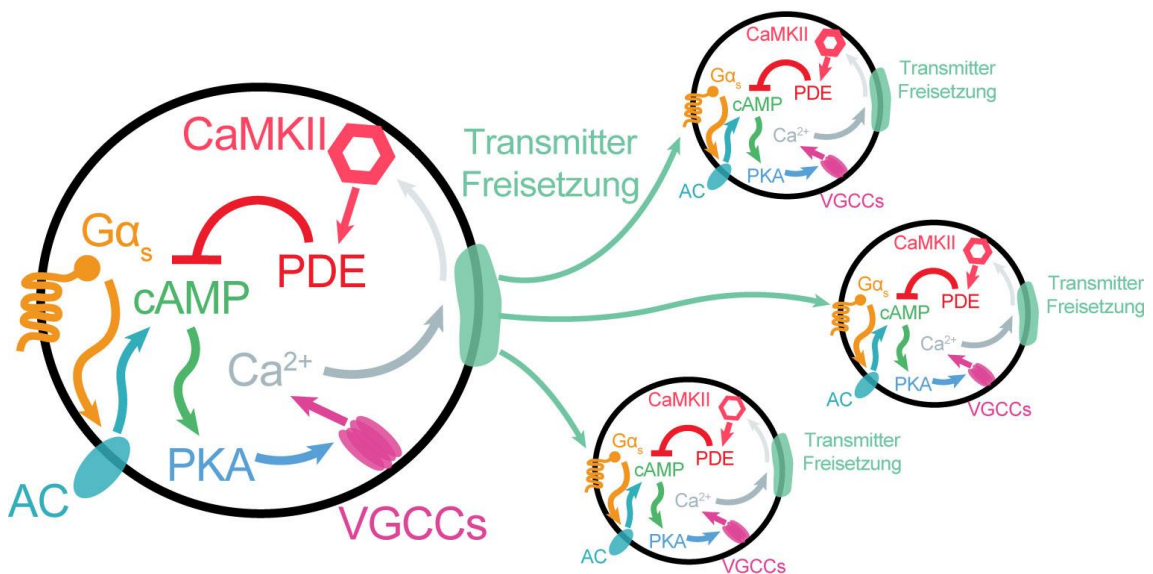 CaMKII
Transmitter
Freisetzung
Gαs
PDE
cAMP
Ca2+
PKA
AC
VGCCs
CaMKII
Transmitter
Freisetzung
Gαs
PDE
cAMP
Ca2+
PKA
AC
VGCCs
CaMKII
Transmitter
Freisetzung
Gαs
PDE
cAMP
Ca2+
PKA
AC
VGCCs
CaMKII
Transmitter
Freisetzung
Gαs
PDE
cAMP
Ca2+
PKA
AC
VGCCs